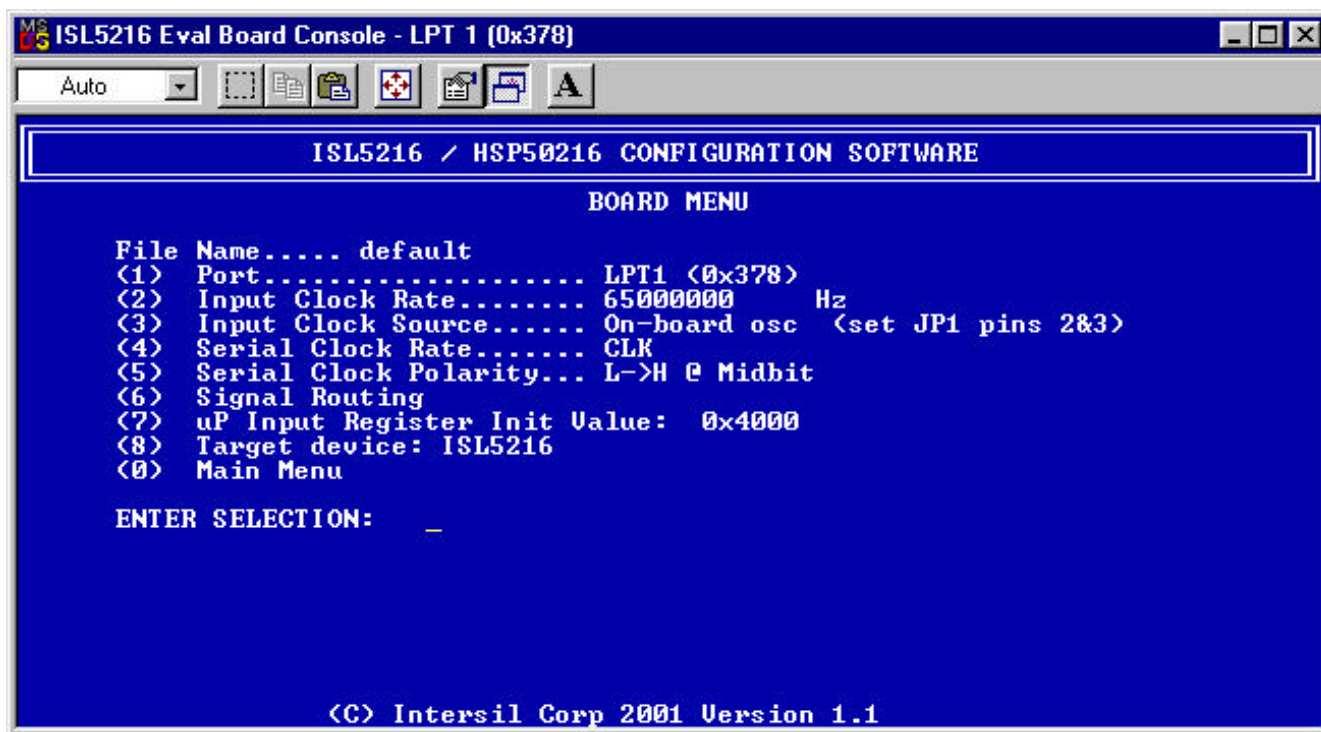 ISL5216 Eval Board Console - LPT 1 (0x378)
Auto
A
ISL5216 / HSP50216 CONFIGURATION SOFTWARE
BOARD MENU
File Name..... default
(1) Port.................... LPT1 (0x378)
(2) Input Clock Rate........ 65000000 Hz
(3) Input Clock Source...... On-board osc (set JP1 pins 2&3)
(4) Serial Clock Rate....... CLK
(5) Serial Clock Polarity... L->H @ Midbit
(6) Signal Routing
(7) uP Input Register Init Value: 0x4000
(8) Target device: ISL5216
(0) Main Menu
ENTER SELECTION: _
(C) Intersil Corp 2001 Version 1.1